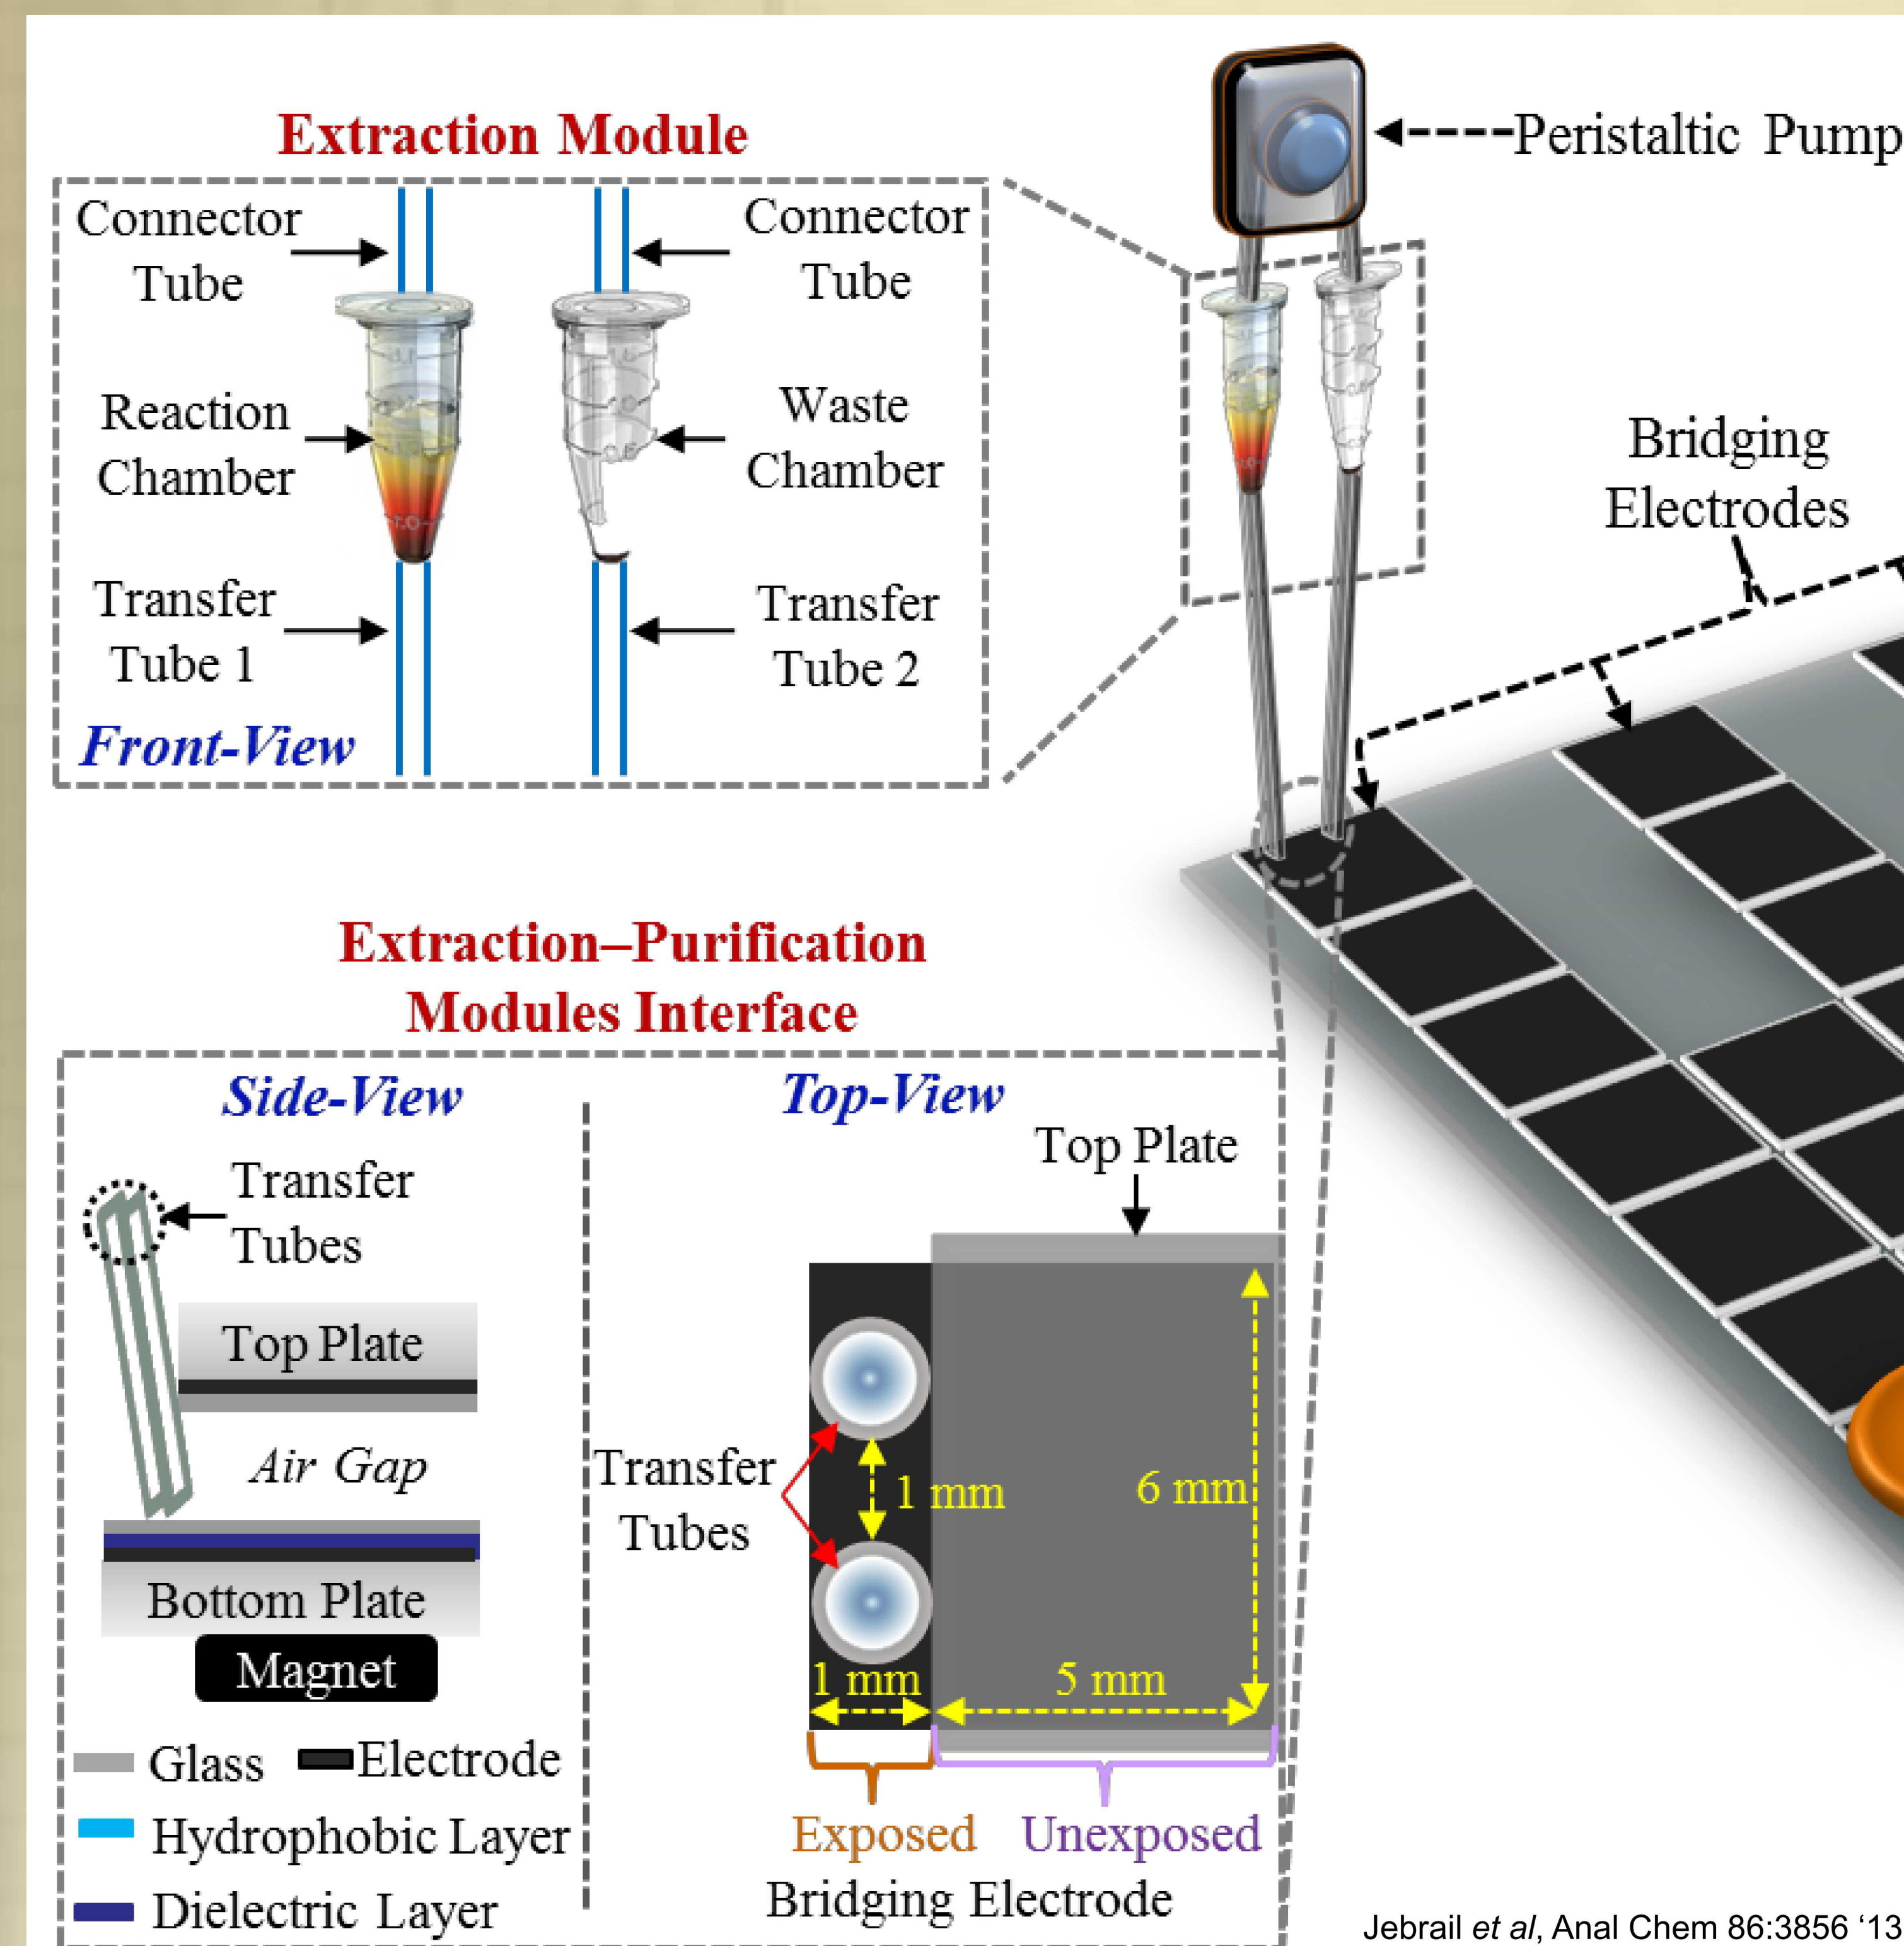 Extraction Module
Connector
Tube
Connector
Tube
Reaction
Chamber
Waste
Chamber
Transfer
Tube 1
Transfer
Tube 2
Front-View
Peristaltic Pump
Bridging
Electrodes
Extraction–Purification
Modules Interface
Side-View
Transfer
Tubes
Top Plate
Air Gap
Bottom Plate
Magnet
Glass
Electrode
Hydrophobic Layer
Dielectric Layer
Top-View
Top Plate
Transfer
Tubes
1 mm
6 mm
1 mm
5 mm
Exposed
Unexposed
Bridging Electrode
Jebrail et al, Anal Chem 86:3856 ‘13